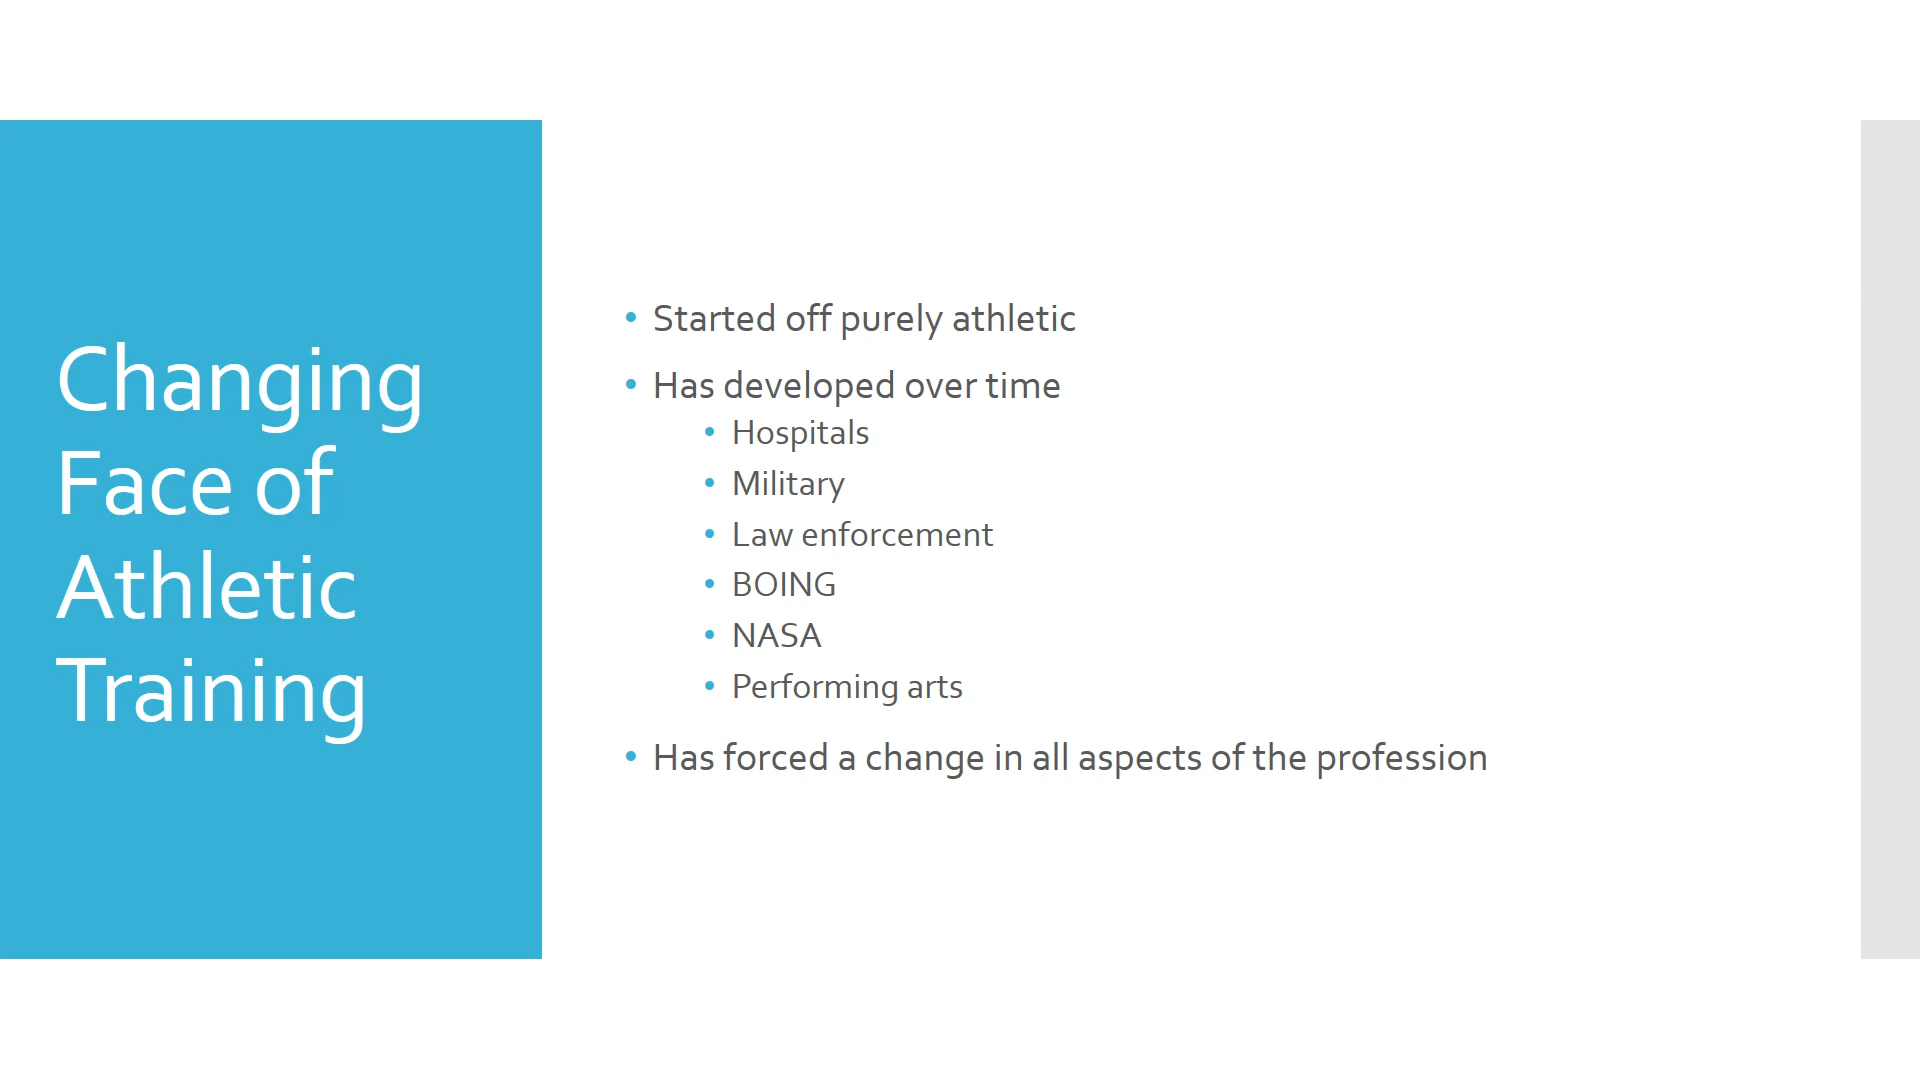 Changing
Face of
Athletic
Training
• Started off purely athletic
• Has developed over time
• Hospitals
• Military
• Law enforcement
• BOING
• NASA
• Performing arts
• Has forced a change in all aspects of the profession